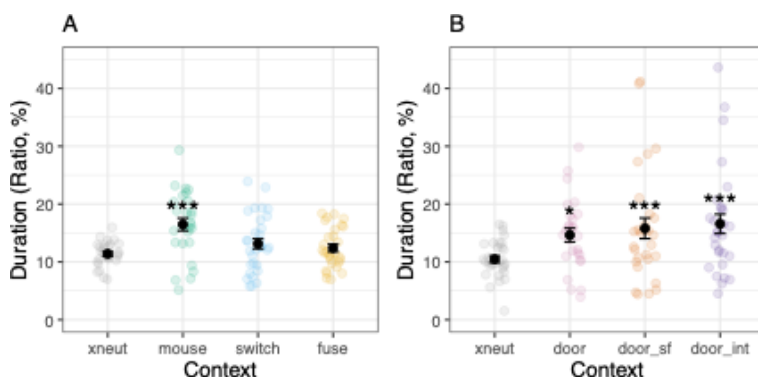 A
Duration (Ratio, %)
40
30
20
10
0
***
xneut mouse switch fuse
Context
B
Duration (Ratio, %)
40
30
20
10
0
* *** ***
xneut door door_sf door_int
Context